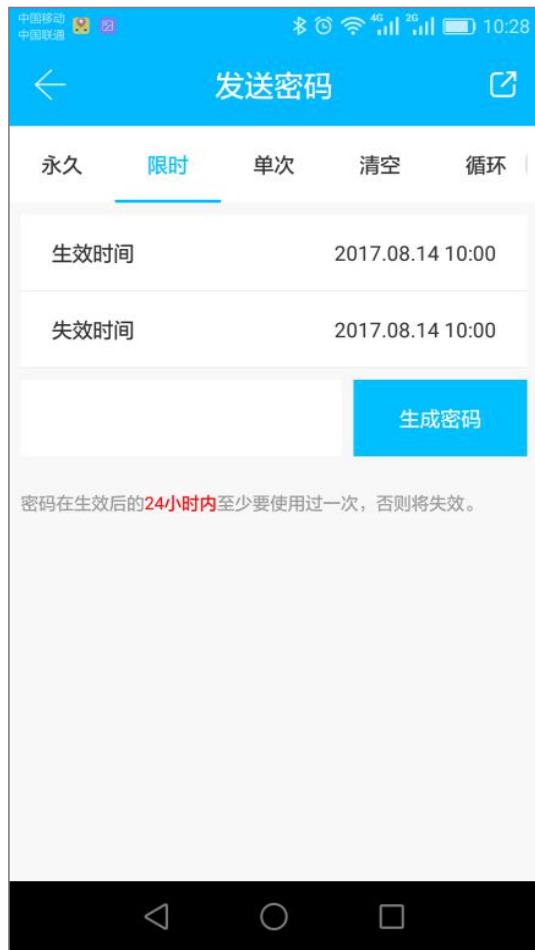 中国移动
中国联通
4G 2G 10:28
发送密码
永久 限时 单次 清空 循环
生效时间 2017.08.14 10:00
失效时间 2017.08.14 10:00
生成密码
密码在生效后的24小时内至少要使用过一次，否则将失效。